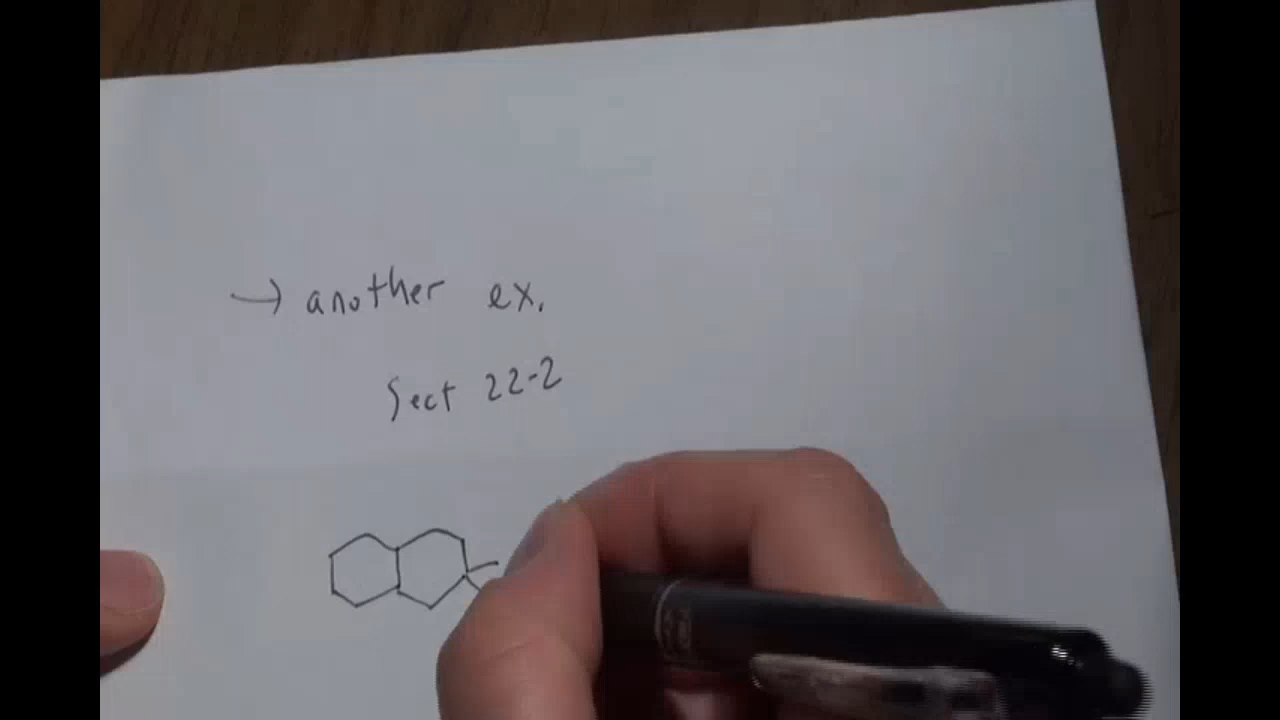 → another ex.
Sect 22-2